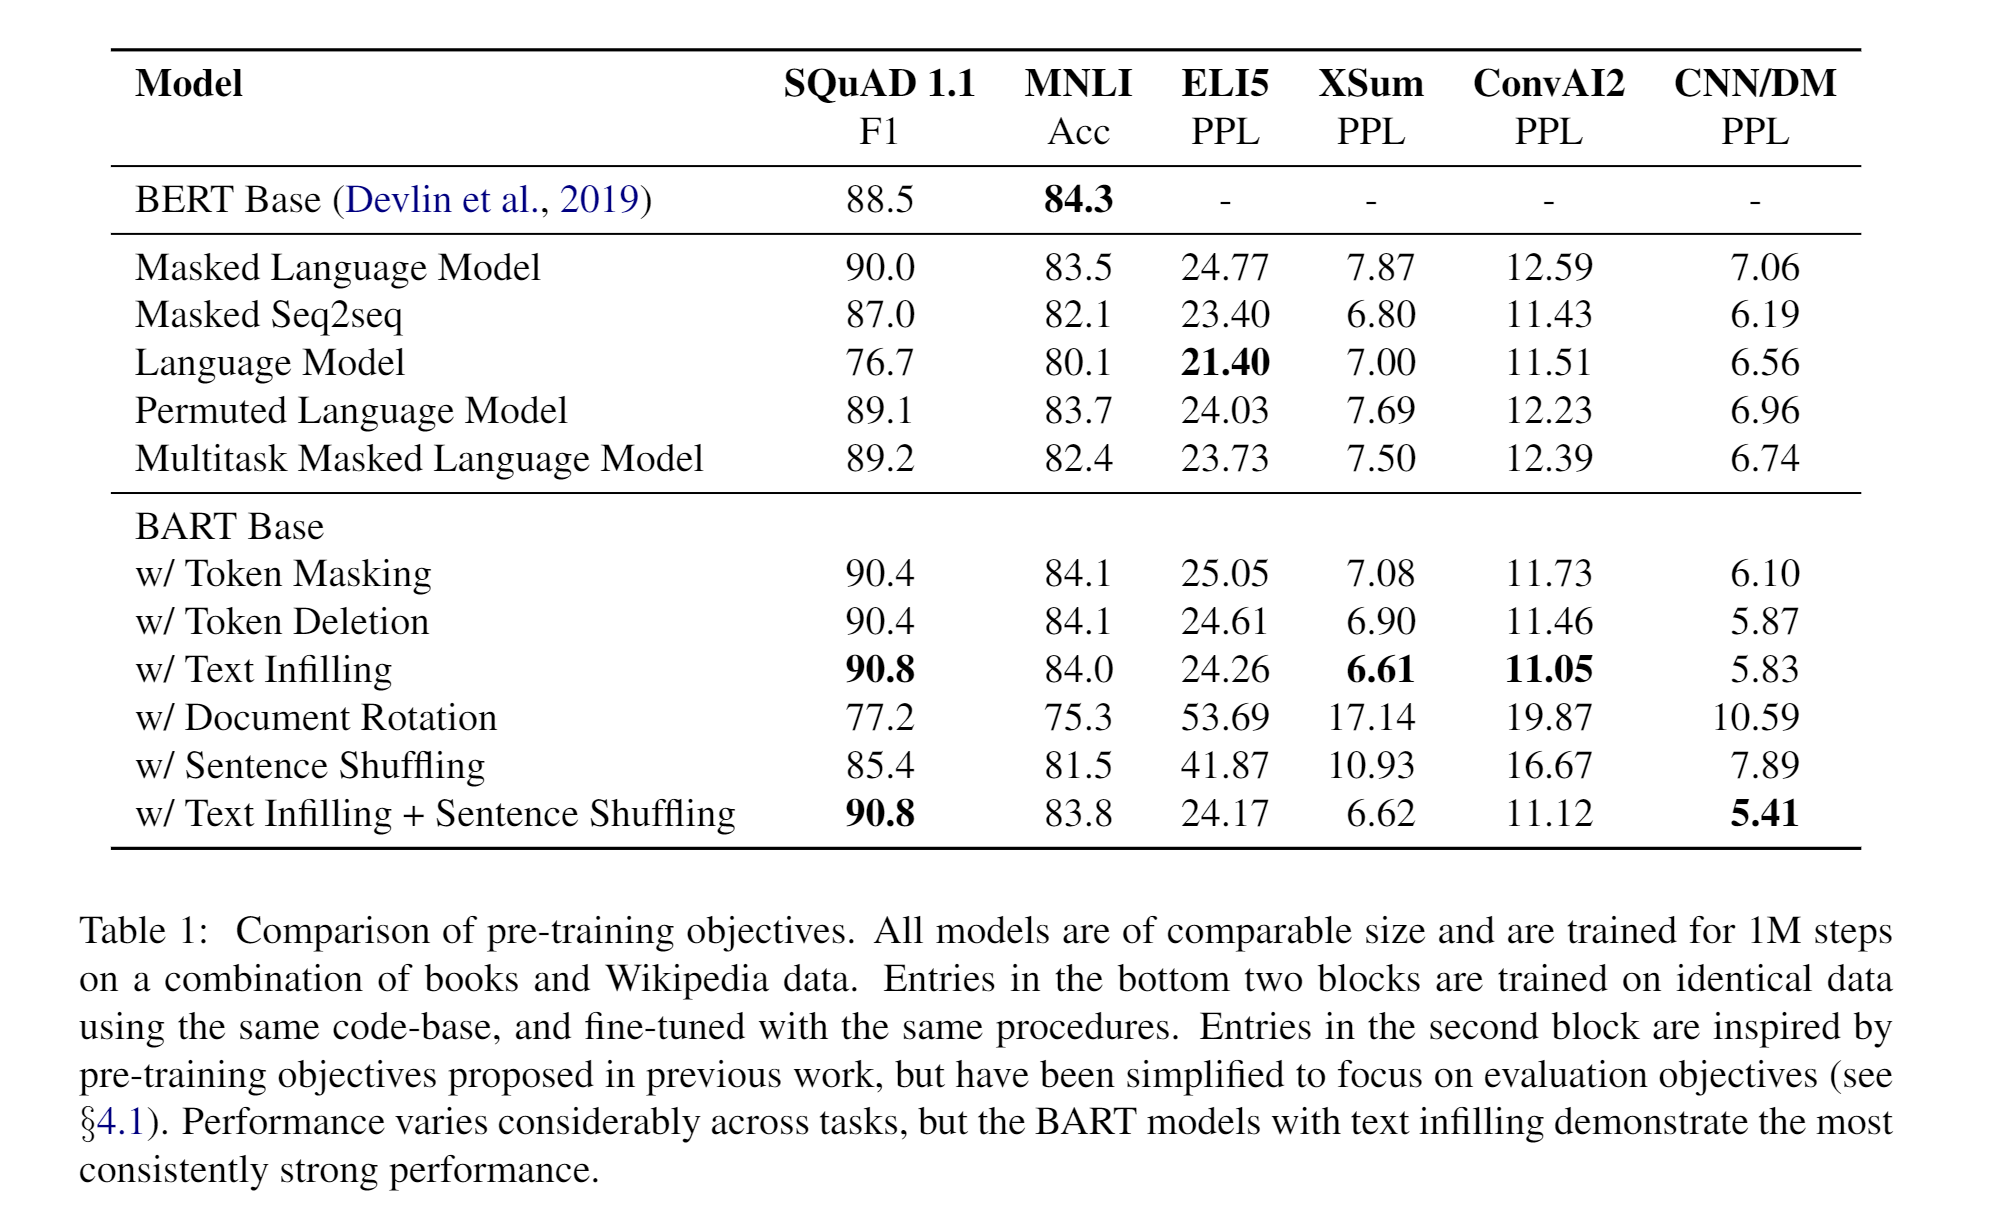 Model SQuAD 1.1 MNLI ELI5 XSum ConvAI2 CNN/DM
F1 Acc PPL PPL PPL PPL
BERT Base (Devlin et al., 2019) 88.5 84.3 - - - -
Masked Language Model 90.0 83.5 24.77 7.87 12.59 7.06
Masked Seq2seq 87.0 82.1 23.40 6.80 11.43 6.19
Language Model 76.7 80.1 21.40 7.00 11.51 6.56
Permuted Language Model 89.1 83.7 24.03 7.69 12.23 6.96
Multitask Masked Language Model 89.2 82.4 23.73 7.50 12.39 6.74
BART Base
w/ Token Masking 90.4 84.1 25.05 7.08 11.73 6.10
w/ Token Deletion 90.4 84.1 24.61 6.90 11.46 5.87
w/ Text Infilling 90.8 84.0 24.26 6.61 11.05 5.83
w/ Document Rotation 77.2 75.3 53.69 17.14 19.87 10.59
w/ Sentence Shuffling 85.4 81.5 41.87 10.93 16.67 7.89
w/ Text Infilling + Sentence Shuffling 90.8 83.8 24.17 6.62 11.12 5.41
Table 1: Comparison of pre-training objectives. All models are of comparable size and are trained for 1M steps
on a combination of books and Wikipedia data. Entries in the bottom two blocks are trained on identical data
using the same code-base, and fine-tuned with the same procedures. Entries in the second block are inspired by
pre-training objectives proposed in previous work, but have been simplified to focus on evaluation objectives (see
§4.1). Performance varies considerably across tasks, but the BART models with text infilling demonstrate the most
consistently strong performance.